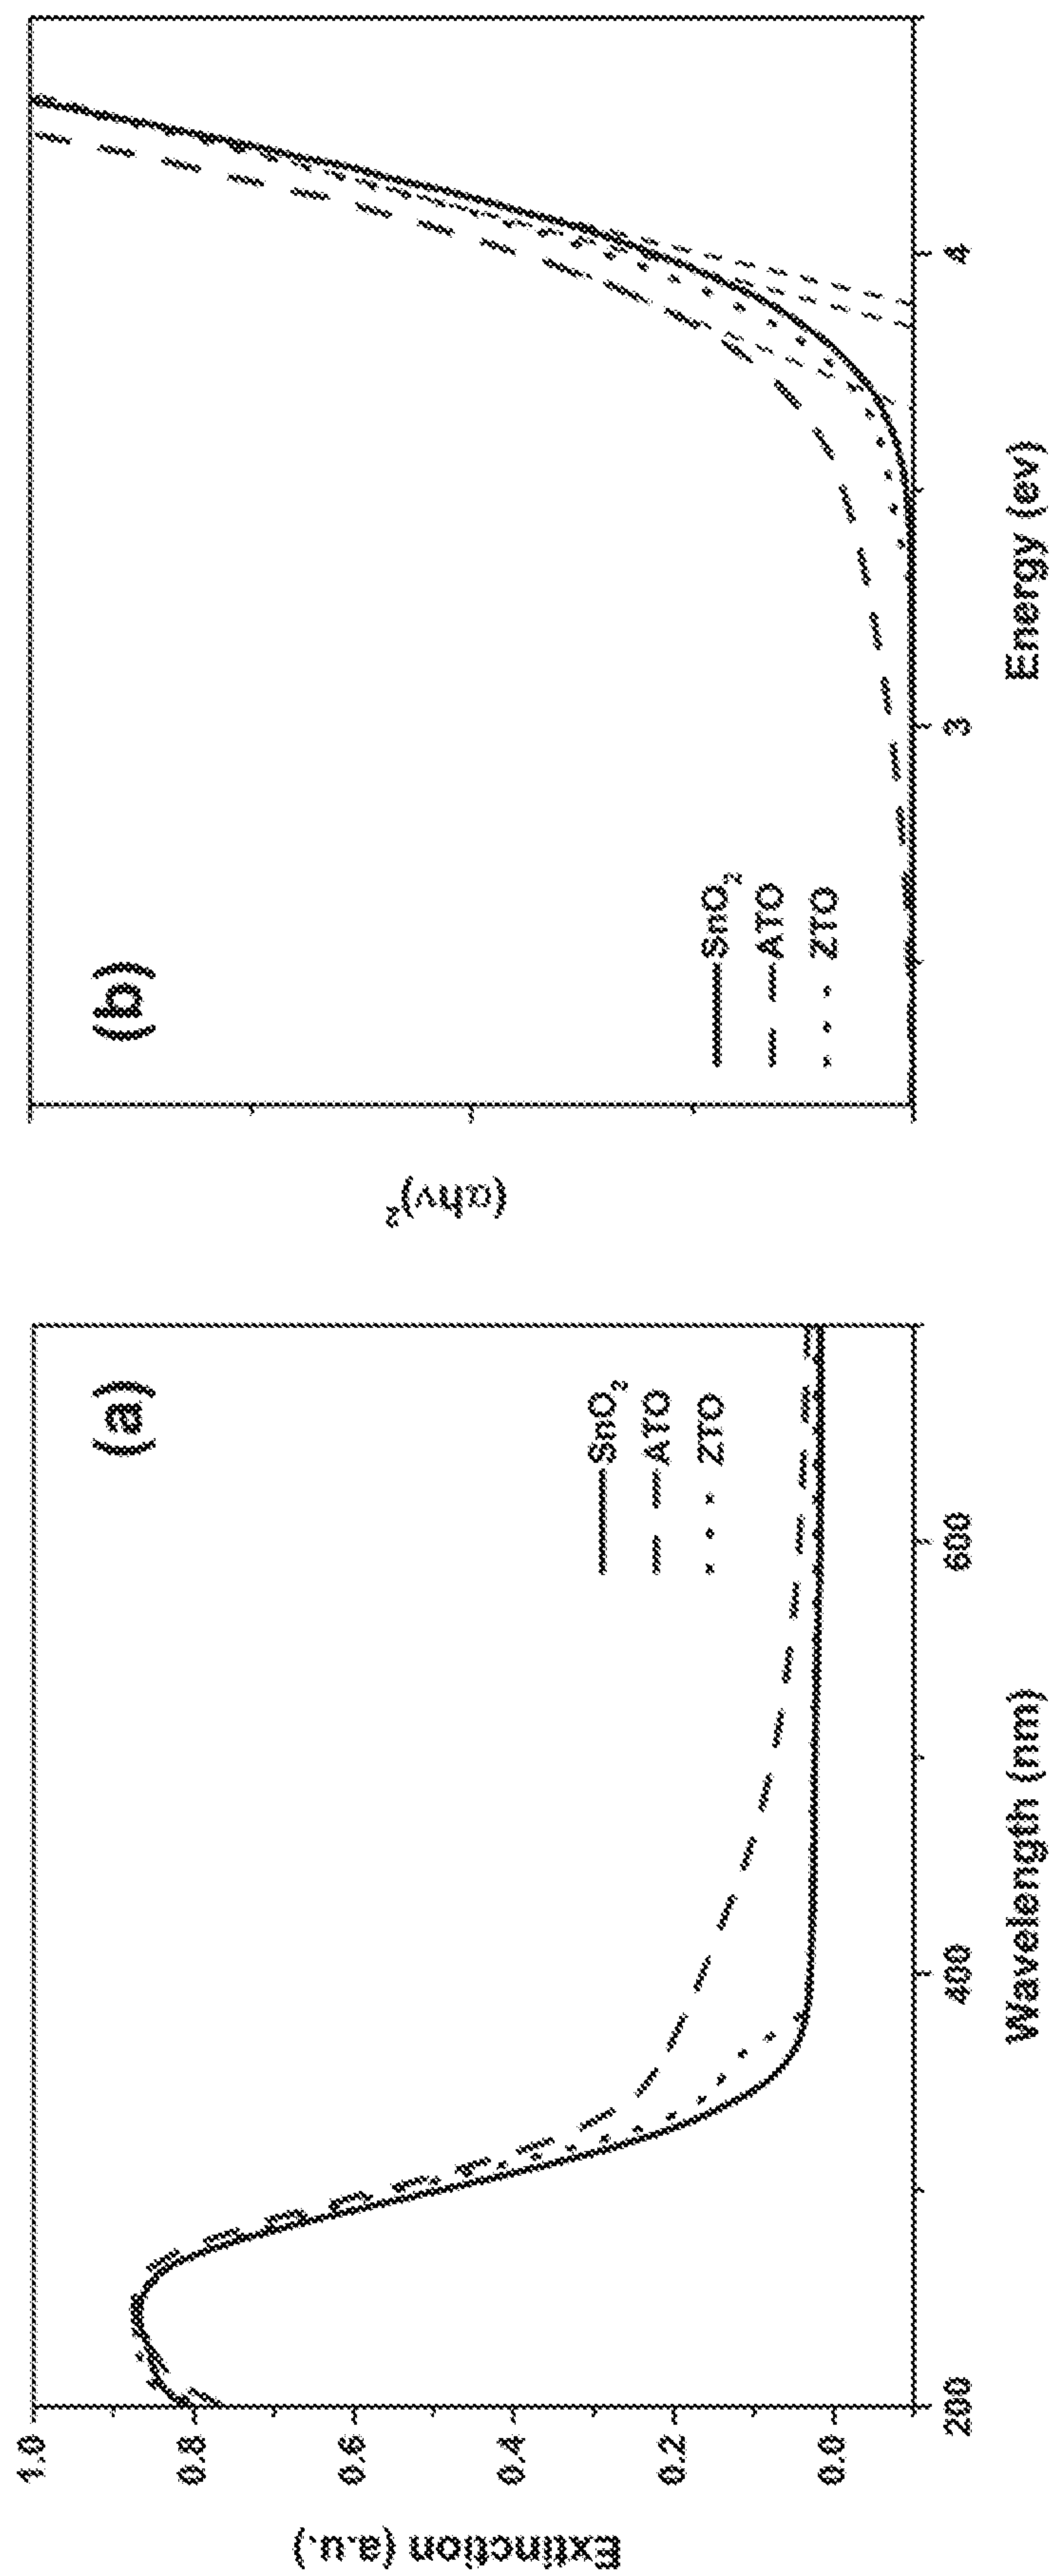 (a)
Extinction (a.u.)
1.0
0.8
0.6
0.4
0.2
0.0
SnO₂
ATO
ZTO
200
400
600
Wavelength (nm)
(b)
(αhν)²
SnO₂
ATO
ZTO
3
4
Energy (ev)